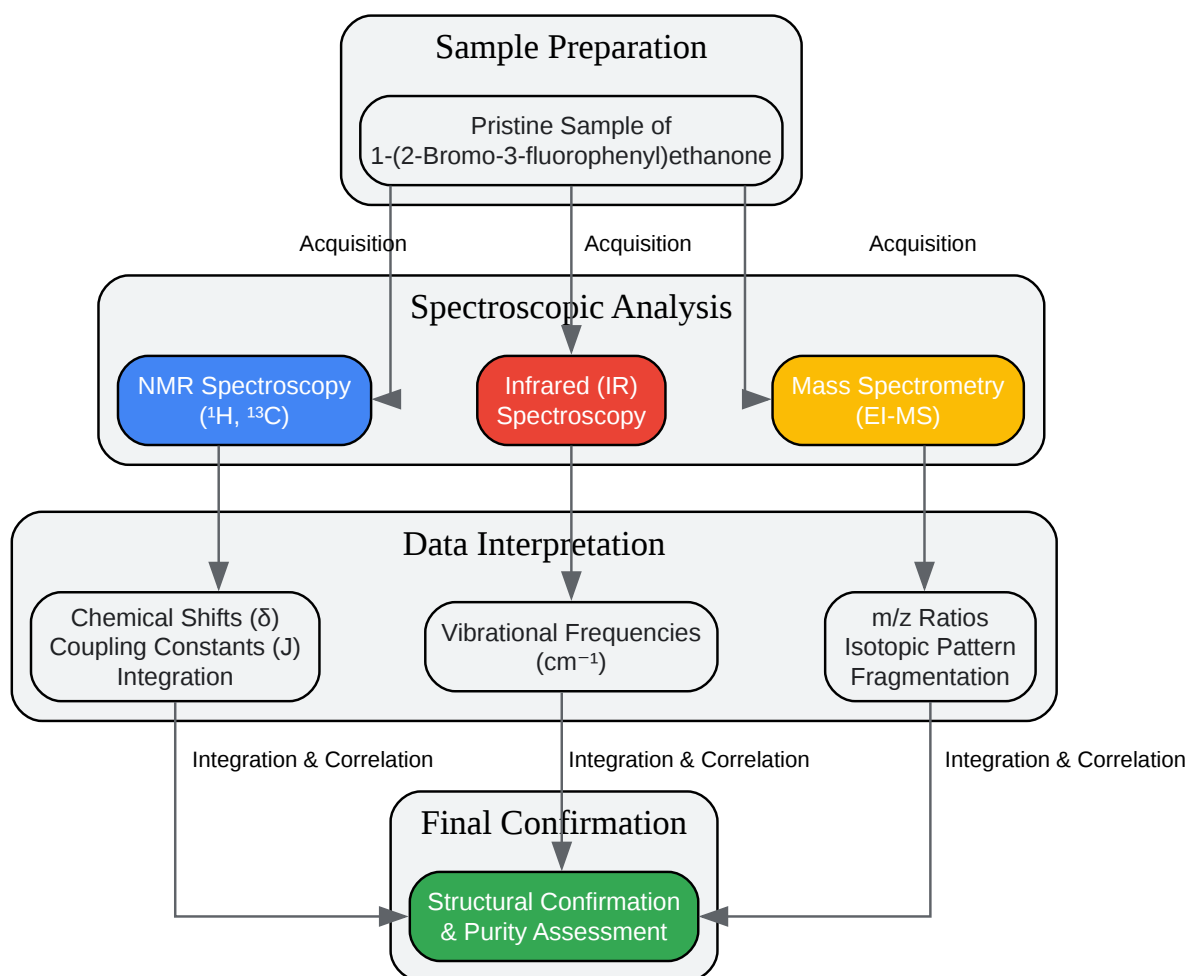 Sample Preparation
Pristine Sample of
1-(2-Bromo-3-fluorophenyl)ethanone
Acquisition
Acquisition
Acquisition
Spectroscopic Analysis
NMR Spectroscopy
(¹H, ¹³C)
Infrared (IR)
Spectroscopy
Mass Spectrometry
(EI-MS)
Data Interpretation
Chemical Shifts (δ)
Coupling Constants (J)
Integration
Vibrational Frequencies
(cm⁻¹)
m/z Ratios
Isotopic Pattern
Fragmentation
Integration & Correlation
Integration & Correlation
Integration & Correlation
Final Confirmation
Structural Confirmation
& Purity Assessment